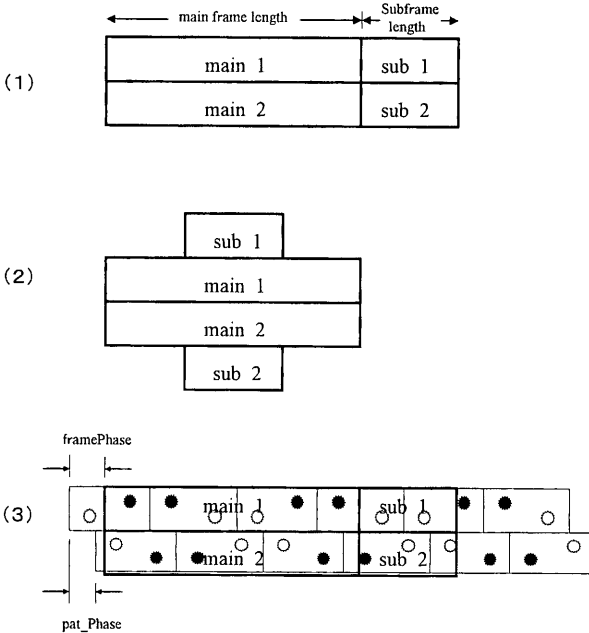 main frame length
Subframe
length
(1)
main 1
sub 1
main 2
sub 2
(2)
sub 1
main 1
main 2
sub 2
framePhase
(3)
main 1
sub 1
main 2
sub 2
pat_Phase